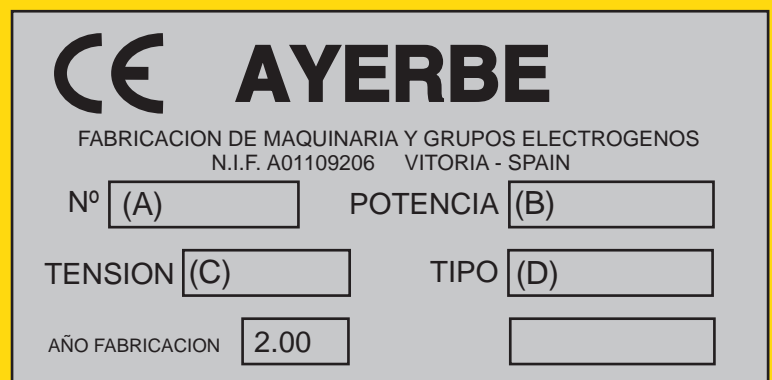 CE AYERBE
FABRICACION DE MAQUINARIA Y GRUPOS ELECTROGENOS
N.I.F. A01109206 VITORIA - SPAIN
Nº (A) POTENCIA (B)
TENSION (C) TIPO (D)
AÑO FABRICACION 2.00